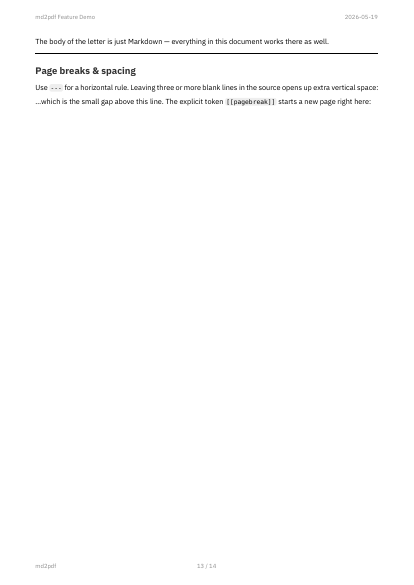 md2pdf Feature Demo 2026-05-19
The body of the letter is just Markdown — everything in this document works there as well.
Page breaks & spacing
Use --- for a horizontal rule. Leaving three or more blank lines in the source opens up extra vertical space:
…which is the small gap above this line. The explicit token [[pagebreak]] starts a new page right here:
md2pdf 13 / 14